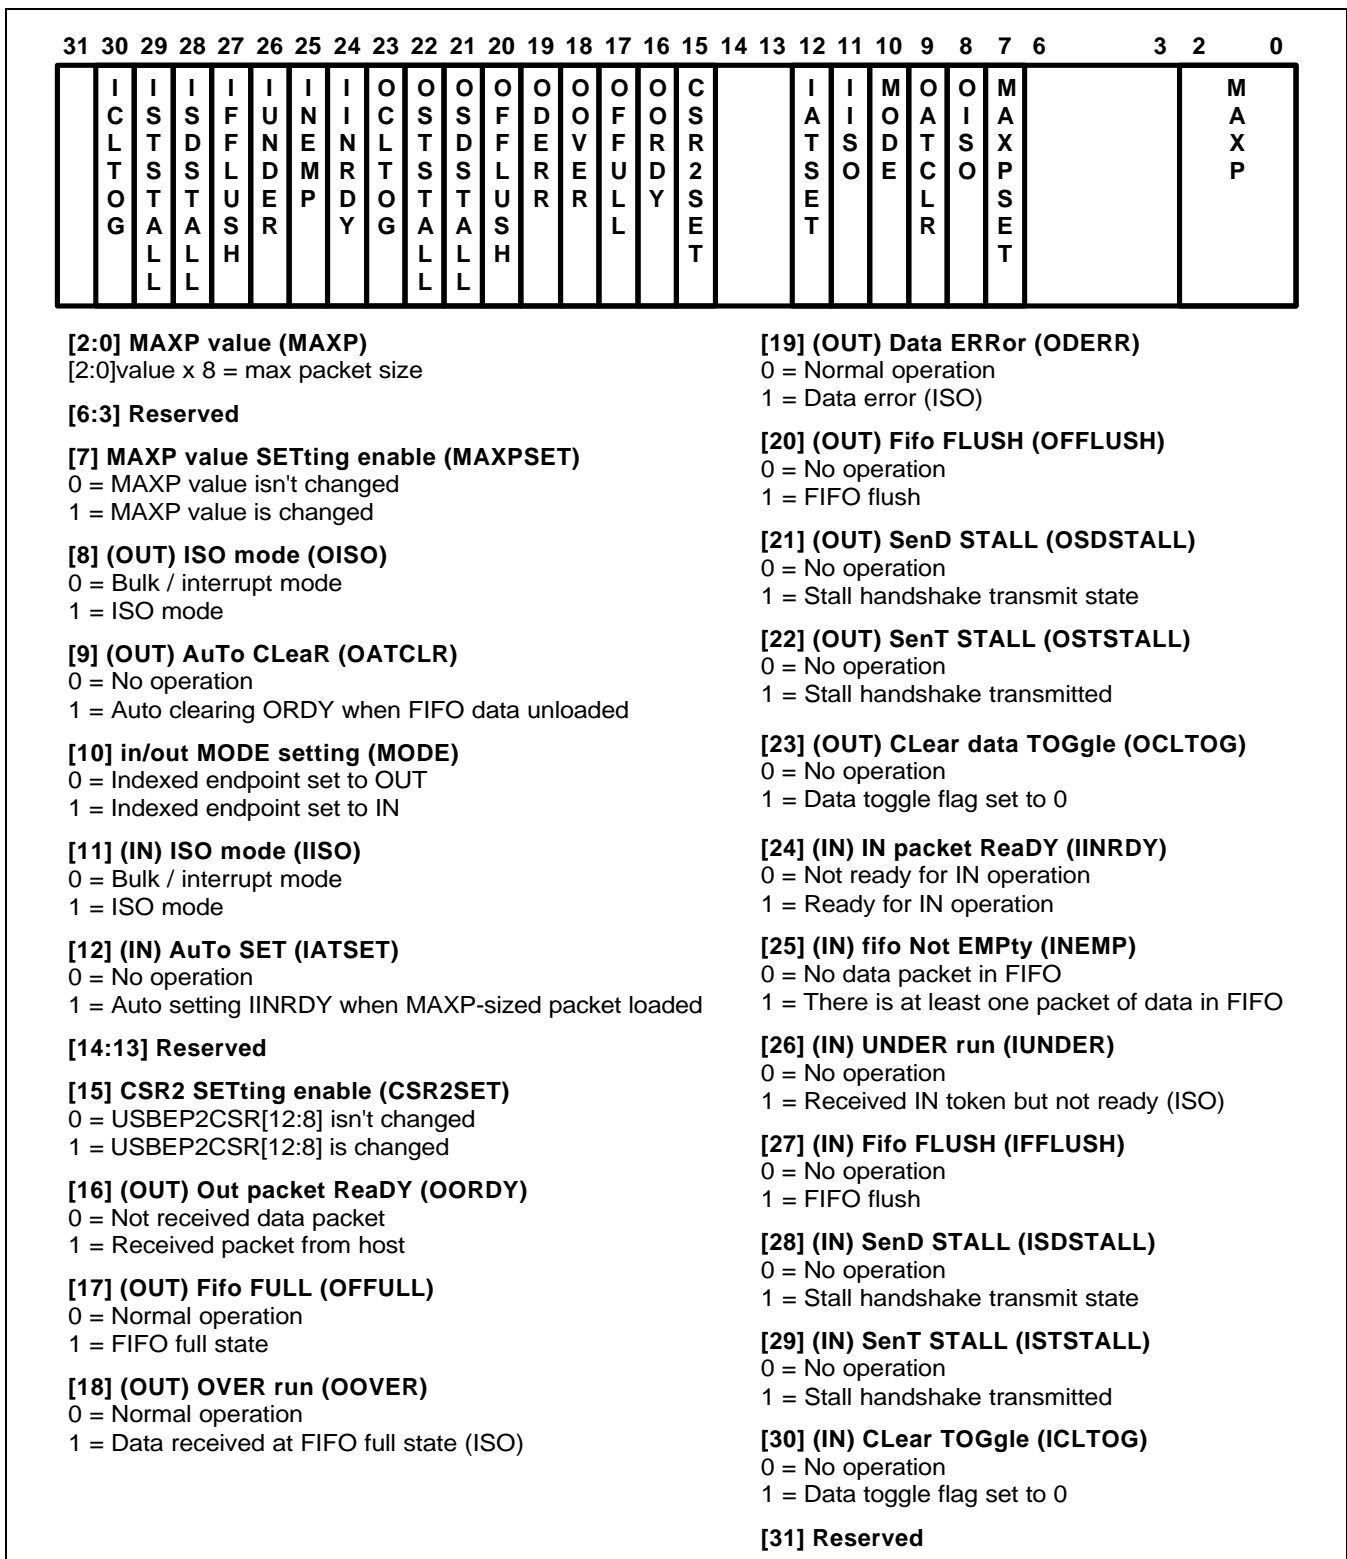 31 30 29 28 27 26 25 24 23 22 21 20 19 18 17 16 15 14 13 12 11 10 9 8 7 6 3 2 0
ICLTOG
ISTSTALL
ISDSTALL
IFFLUSH
IUNDER
INEMP
IINRDY
OCLTOG
OSTSTALL
OSDSTALL
OFFLUSH
ODERR
OOVER
OFFULL
OORDY
CSR2SET
IATSET
IISO
MODE
OATCLR
OISO
MAXPSET
MAXP
[2:0] MAXP value (MAXP)
[2:0]value x 8 = max packet size
[6:3] Reserved
[7] MAXP value SETting enable (MAXPSET)
0 = MAXP value isn't changed
1 = MAXP value is changed
[8] (OUT) ISO mode (OISO)
0 = Bulk / interrupt mode
1 = ISO mode
[9] (OUT) AuTo CLeaR (OATCLR)
0 = No operation
1 = Auto clearing ORDY when FIFO data unloaded
[10] in/out MODE setting (MODE)
0 = Indexed endpoint set to OUT
1 = Indexed endpoint set to IN
[11] (IN) ISO mode (IISO)
0 = Bulk / interrupt mode
1 = ISO mode
[12] (IN) AuTo SET (IATSET)
0 = No operation
1 = Auto setting IINRDY when MAXP-sized packet loaded
[14:13] Reserved
[15] CSR2 SETting enable (CSR2SET)
0 = USBEP2CSR[12:8] isn't changed
1 = USBEP2CSR[12:8] is changed
[16] (OUT) Out packet ReaDY (OORDY)
0 = Not received data packet
1 = Received packet from host
[17] (OUT) Fifo FULL (OFFULL)
0 = Normal operation
1 = FIFO full state
[18] (OUT) OVER run (OOVER)
0 = Normal operation
1 = Data received at FIFO full state (ISO)
[19] (OUT) Data ERRor (ODERR)
0 = Normal operation
1 = Data error (ISO)
[20] (OUT) Fifo FLUSH (OFFLUSH)
0 = No operation
1 = FIFO flush
[21] (OUT) SenD STALL (OSDSTALL)
0 = No operation
1 = Stall handshake transmit state
[22] (OUT) SenT STALL (OSTSTALL)
0 = No operation
1 = Stall handshake transmitted
[23] (OUT) CLear data TOGgle (OCLTOG)
0 = No operation
1 = Data toggle flag set to 0
[24] (IN) IN packet ReaDY (IINRDY)
0 = Not ready for IN operation
1 = Ready for IN operation
[25] (IN) fifo Not EMPty (INEMP)
0 = No data packet in FIFO
1 = There is at least one packet of data in FIFO
[26] (IN) UNDER run (IUNDER)
0 = No operation
1 = Received IN token but not ready (ISO)
[27] (IN) Fifo FLUSH (IFFLUSH)
0 = No operation
1 = FIFO flush
[28] (IN) SenD STALL (ISDSTALL)
0 = No operation
1 = Stall handshake transmit state
[29] (IN) SenT STALL (ISTSTALL)
0 = No operation
1 = Stall handshake transmitted
[30] (IN) CLear TOGgle (ICLTOG)
0 = No operation
1 = Data toggle flag set to 0
[31] Reserved